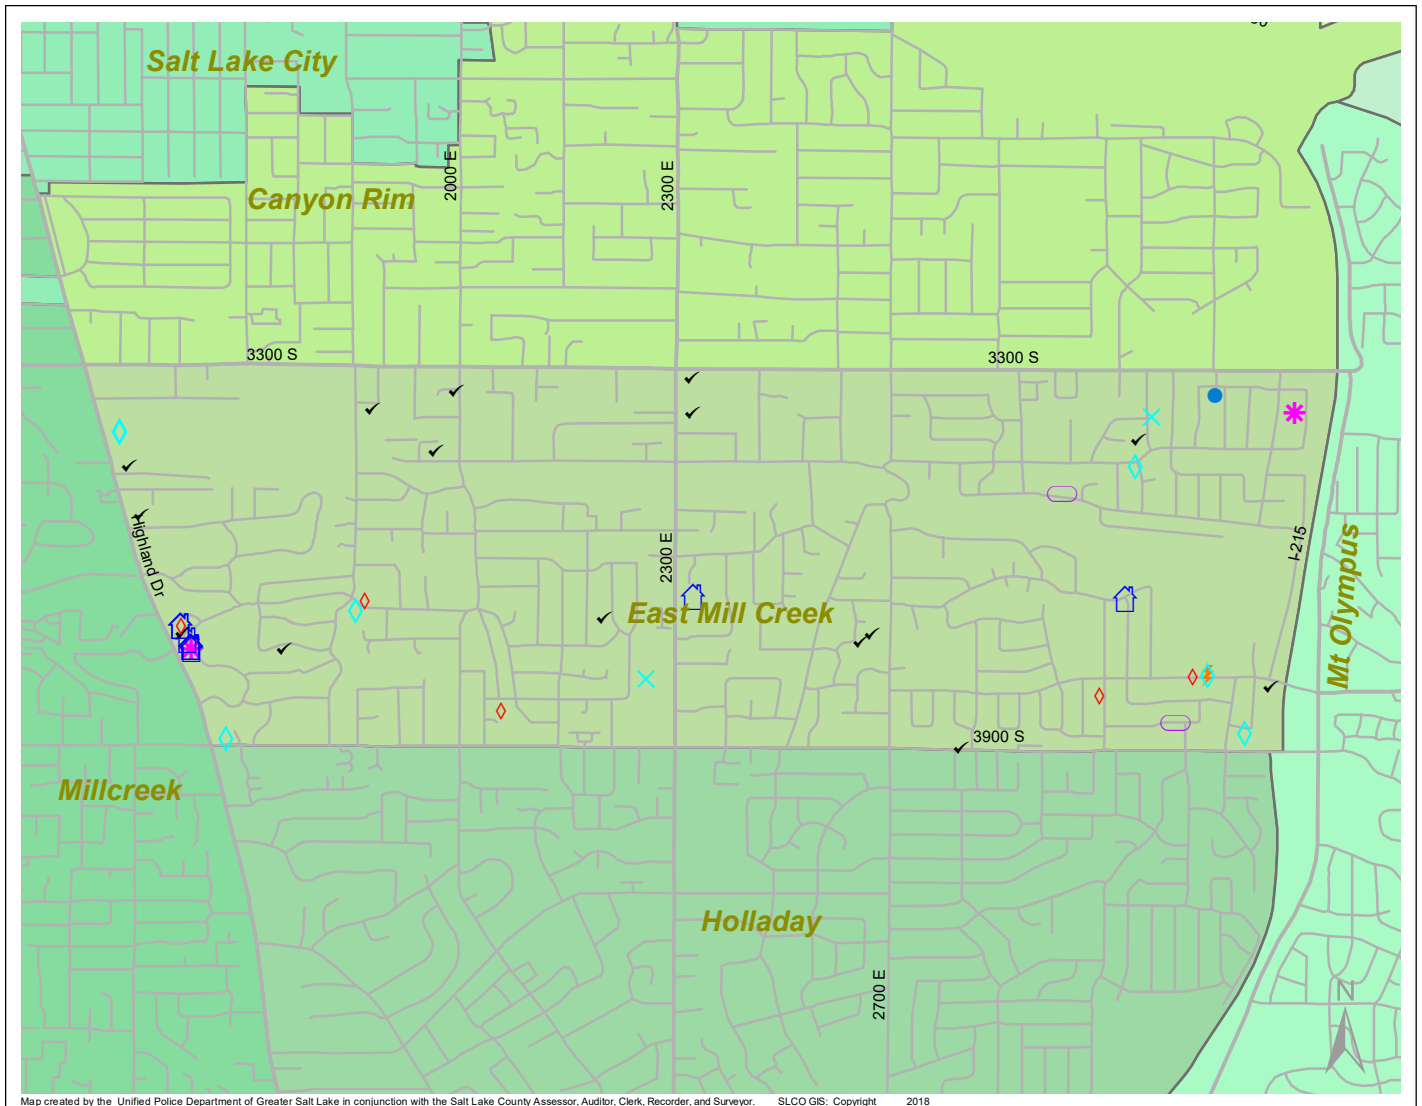 Salt Lake City
Canyon Rim
2000 E
2300 E
3300 S
3300 S
Highland Dr
2300 E
East Mill Creek
I-215
Mt Olympus
3900 S
Millcreek
Holladay
2700 E
N
Map created by the Unified Police Department of Greater Salt Lake in conjunction with the Salt Lake County Assessor, Auditor, Clerk, Recorder, and Surveyor. SLCO GIS: Copyright 2018